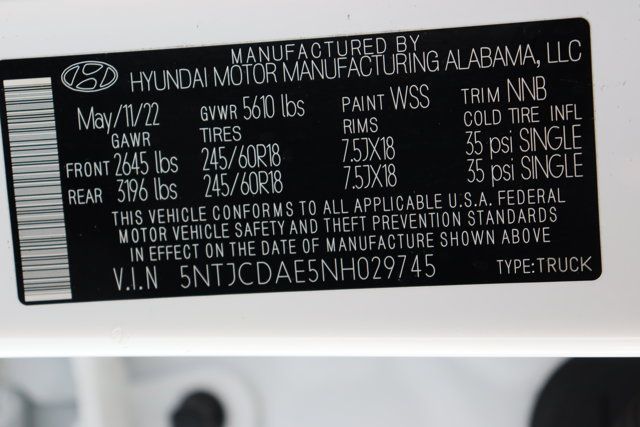 MANUFACTURED BY
HYUNDAI MOTOR MANUFACTURING ALABAMA, LLC
May/11/22 GVWR 5610 lbs PAINT WSS TRIM NNB
GAWR TIRES RIMS COLD TIRE INFL
FRONT 2645 lbs 245/60R18 7.5JX18 35 psi SINGLE
REAR 3196 lbs 245/60R18 7.5JX18 35 psi SINGLE
THIS VEHICLE CONFORMS TO ALL APPLICABLE U.S.A. FEDERAL
MOTOR VEHICLE SAFETY AND THEFT PREVENTION STANDARDS
IN EFFECT ON THE DATE OF MANUFACTURE SHOWN ABOVE
V.I.N 5NTJCDAE5NH029745 TYPE:TRUCK